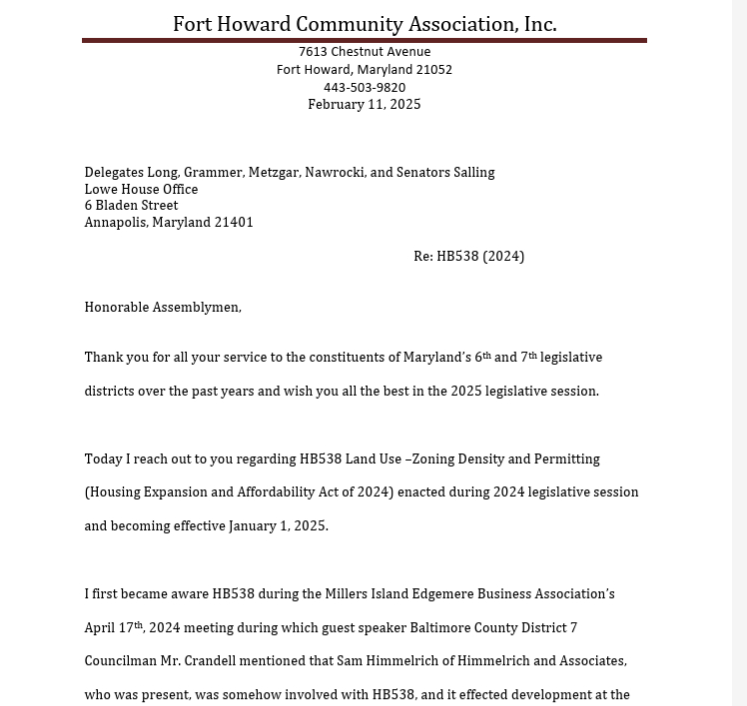 Fort Howard Community Association, Inc.
7613 Chestnut Avenue
Fort Howard, Maryland 21052
443-503-9820
February 11, 2025
Delegates Long, Grammer, Metzgar, Nawrocki, and Senators Salling
Lowe House Office
6 Bladen Street
Annapolis, Maryland 21401
Re: HB538 (2024)
Honorable Assemblymen,
Thank you for all your service to the constituents of Maryland's 6th and 7th legislative
districts over the past years and wish you all the best in the 2025 legislative session.
Today I reach out to you regarding HB538 Land Use –Zoning Density and Permitting
(Housing Expansion and Affordability Act of 2024) enacted during 2024 legislative session
and becoming effective January 1, 2025.
I first became aware HB538 during the Millers Island Edgemere Business Association's
April 17th, 2024 meeting during which guest speaker Baltimore County District 7
Councilman Mr. Crandell mentioned that Sam Himmelrich of Himmelrich and Associates,
who was present, was somehow involved with HB538, and it effected development at the